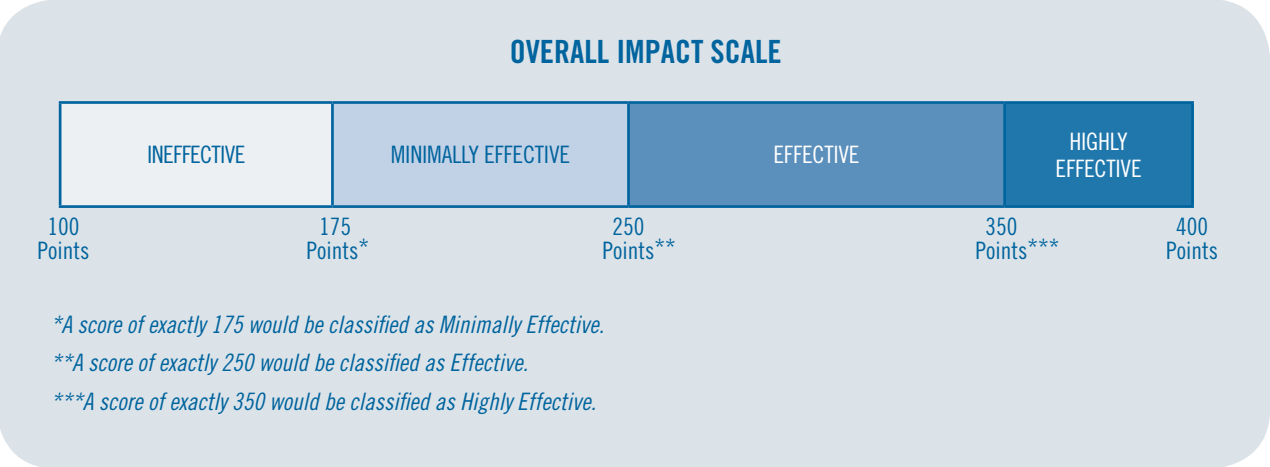 OVERALL IMPACT SCALE
INEFFECTIVE
MINIMALLY EFFECTIVE
EFFECTIVE
HIGHLY
EFFECTIVE
100
Points
175
Points*
250
Points**
350
Points***
400
Points
*A score of exactly 175 would be classified as Minimally Effective.
**A score of exactly 250 would be classified as Effective.
***A score of exactly 350 would be classified as Highly Effective.